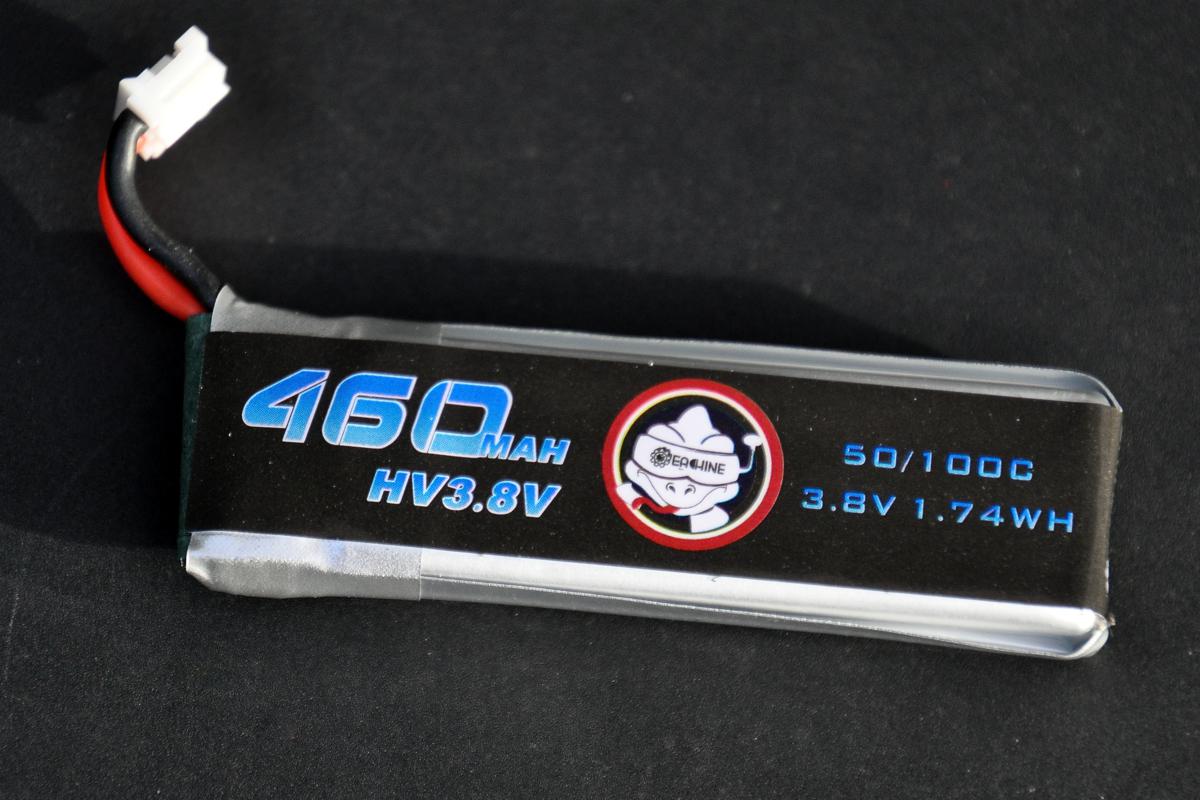 460MAH
HV3.8V
EACHINE
50/100C
3.8V 1.74WH